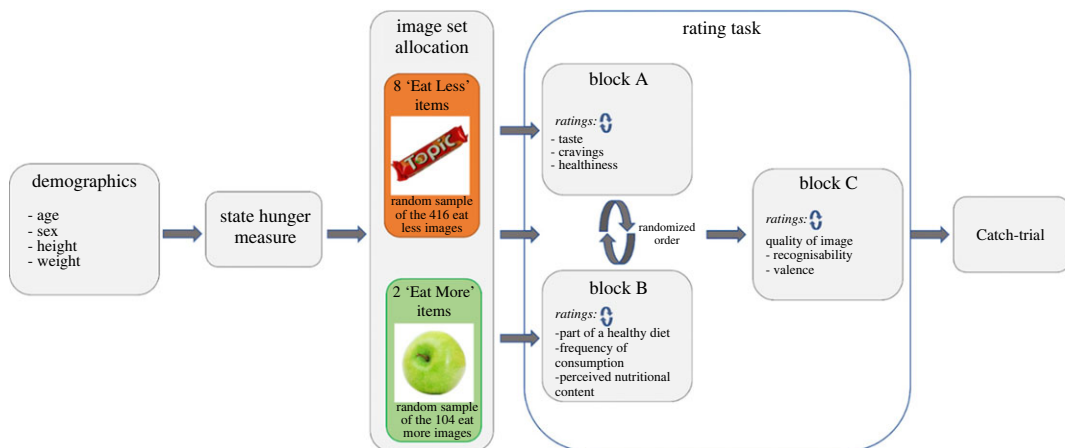 demographics
- age
- sex
- height
- weight
state hunger
measure
image set
allocation
8 ‘Eat Less’
items
Topic
random sample
of the 416 eat
less images
2 ‘Eat More’
items
random sample
of the 104 eat
more images
rating task
block A
ratings:
- taste
- cravings
- healthiness
randomized
order
block B
ratings:
-part of a healthy diet
-frequency of
consumption
-perceived nutritional
content
block C
ratings:
quality of image
- recognisability
- valence
Catch-trial